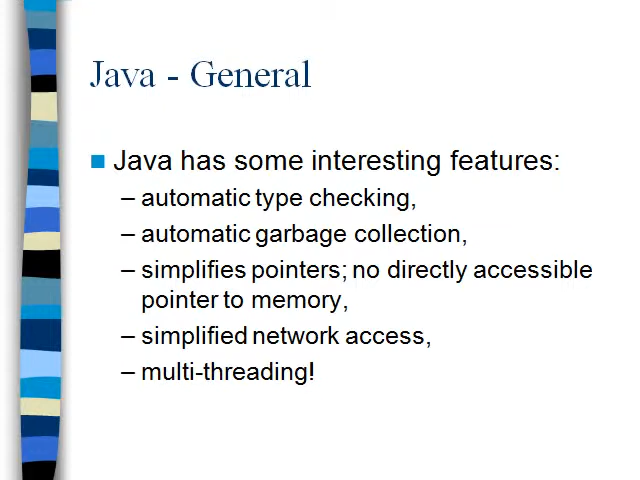 Java - General
Java has some interesting features:
– automatic type checking,
– automatic garbage collection,
– simplifies pointers; no directly accessible
pointer to memory,
– simplified network access,
– multi-threading!